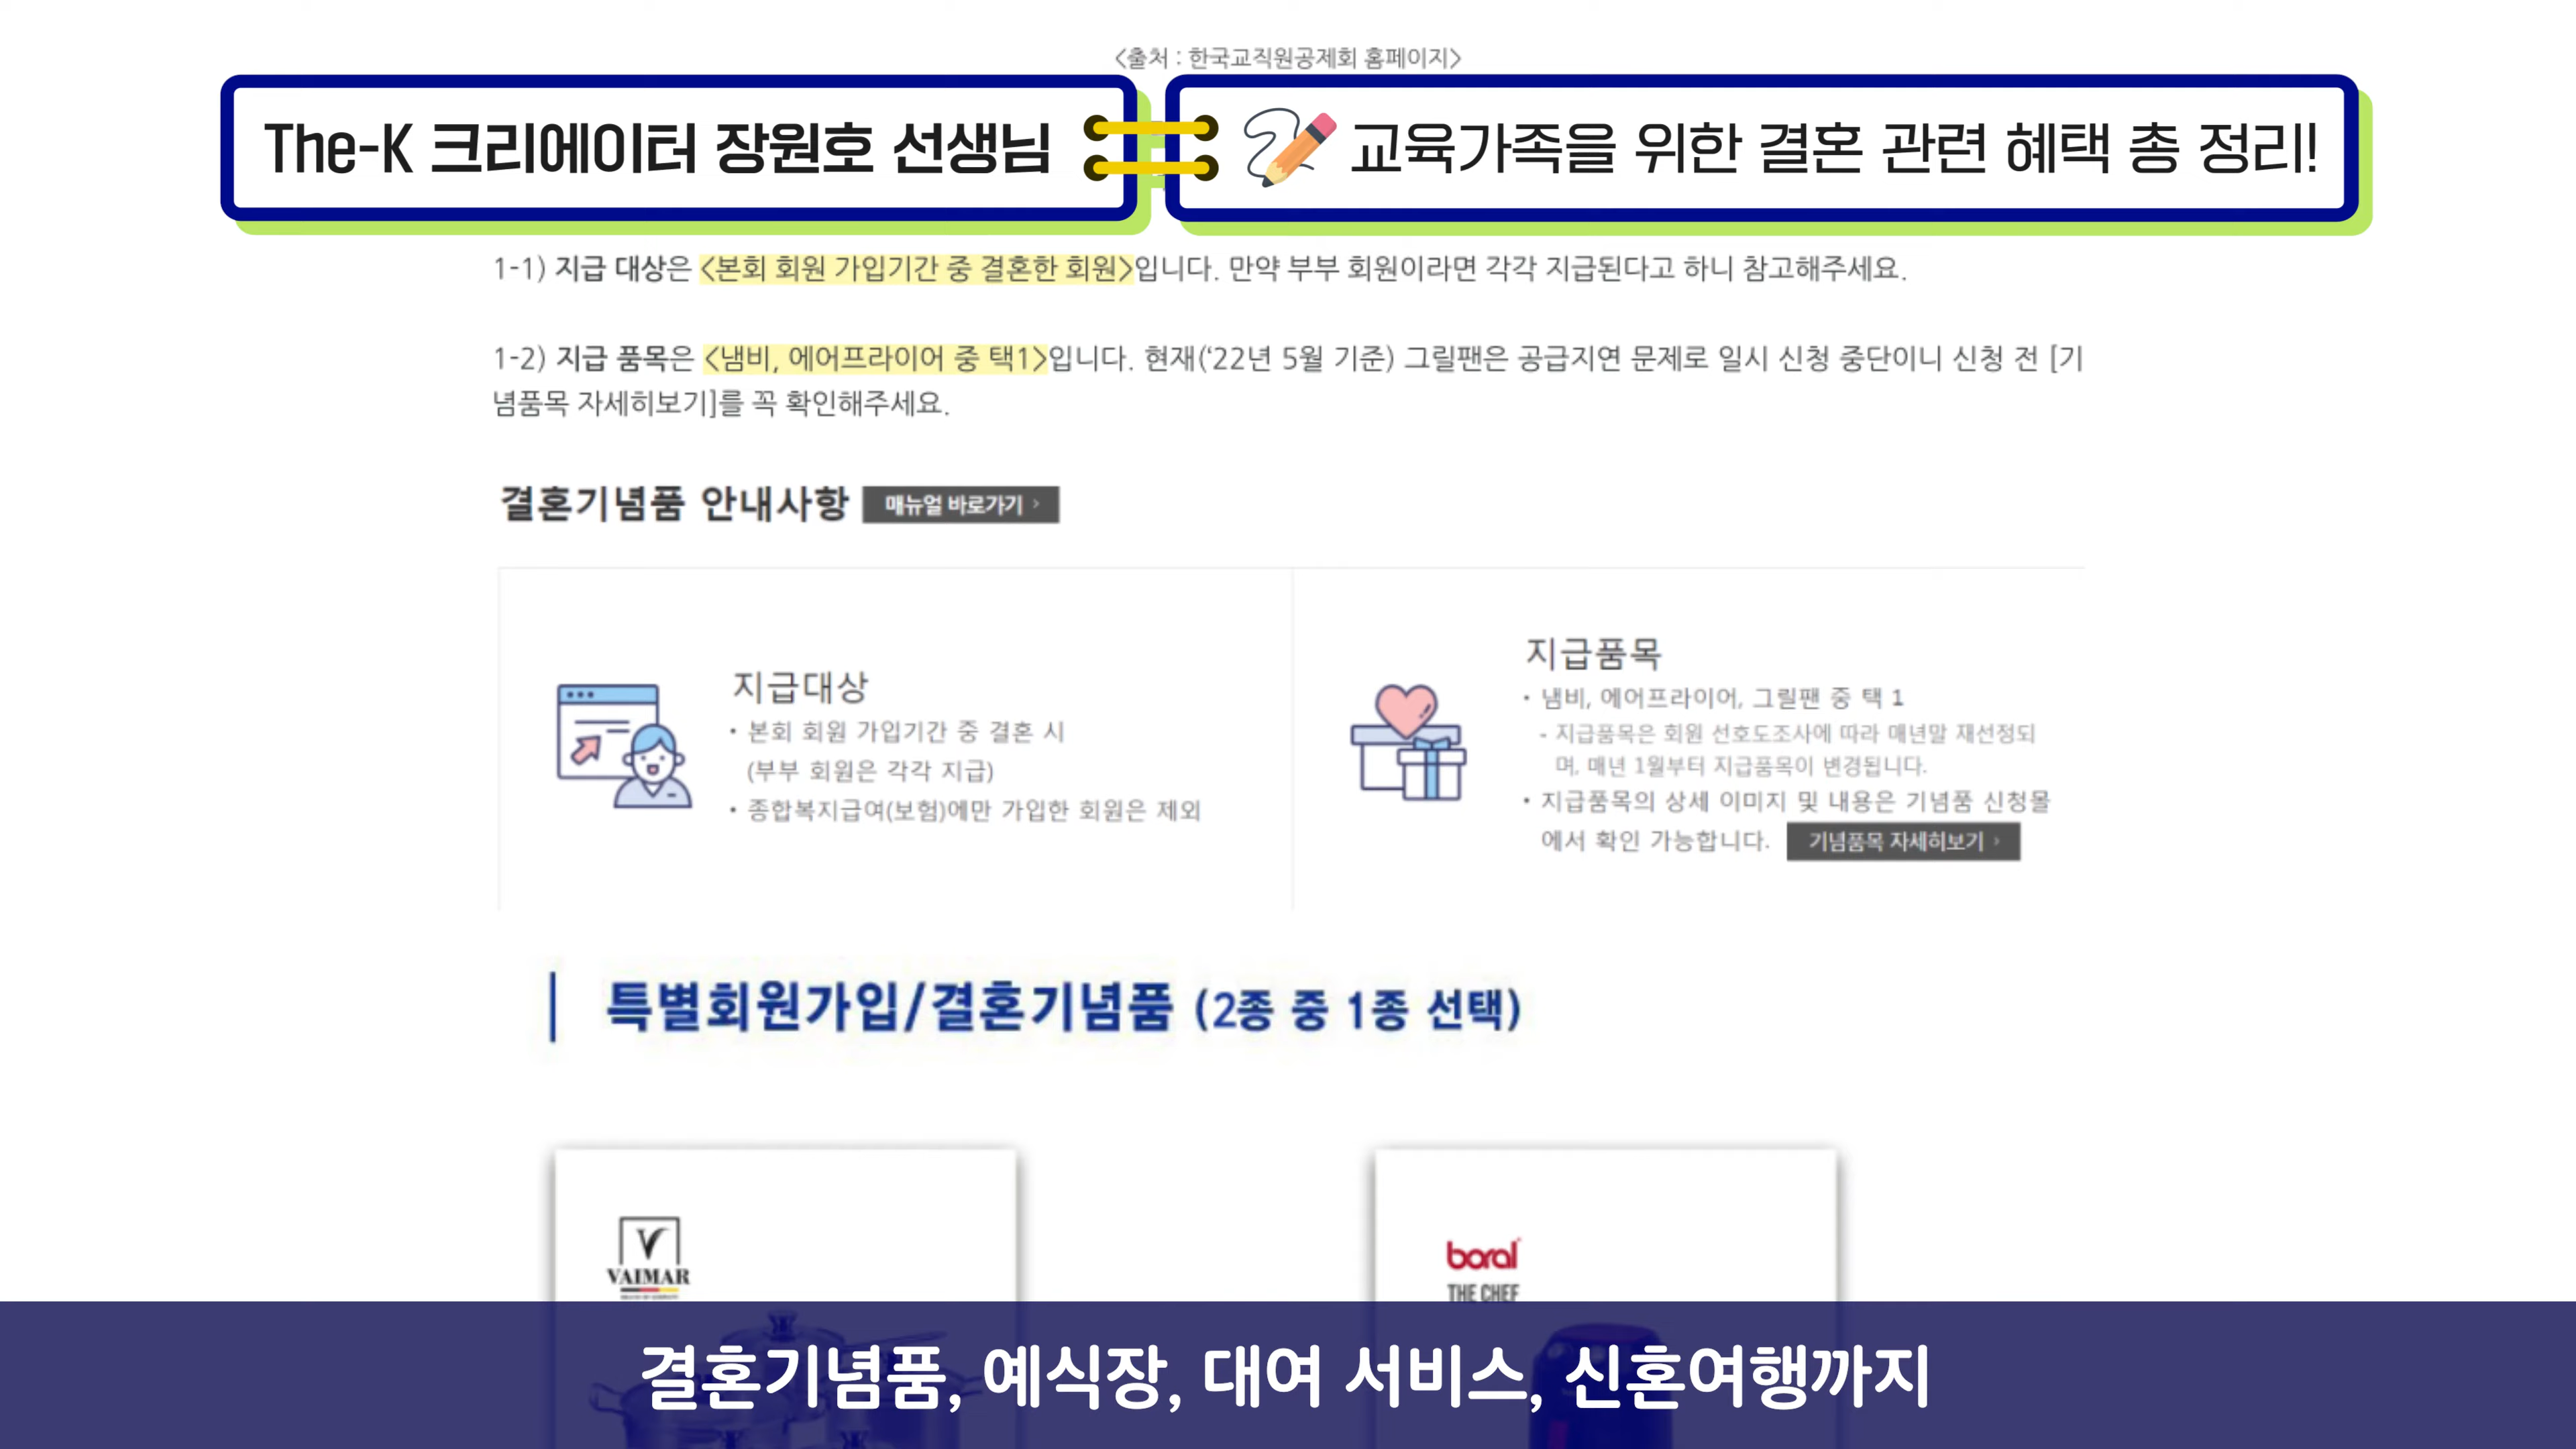 <출처 : 한국교직원공제회 홈페이지>
The-K 크리에이터 장원호 선생님
교육가족을 위한 결혼 관련 혜택 총 정리!
1-1) 지급 대상은 <본회 회원 가입기간 중 결혼한 회원>입니다. 만약 부부 회원이라면 각각 지급된다고 하니 참고해주세요.
1-2) 지급 품목은 <냄비, 에어프라이어 중 택1>입니다. 현재('22년 5월 기준) 그릴팬은 공급지연 문제로 일시 신청 중단이니 신청 전 [기
념품목 자세히보기]를 꼭 확인해주세요.
결혼기념품 안내사항 매뉴얼 바로가기 >
지급대상
• 본회 회원 가입기간 중 결혼 시
(부부 회원은 각각 지급)
• 종합복지급여(보험)에만 가입한 회원은 제외
지급품목
• 냄비, 에어프라이어, 그릴팬 중 택 1
- 지급품목은 회원 선호도조사에 따라 매년말 재선정되
며, 매년 1월부터 지급품목이 변경됩니다.
• 지급품목의 상세 이미지 및 내용은 기념품 신청몰
에서 확인 가능합니다. 기념품목 자세히보기 >
특별회원가입/결혼기념품 (2종 중 1종 선택)
VAIMAR
boral
THE CHEF
결혼기념품, 예식장, 대여 서비스, 신혼여행까지